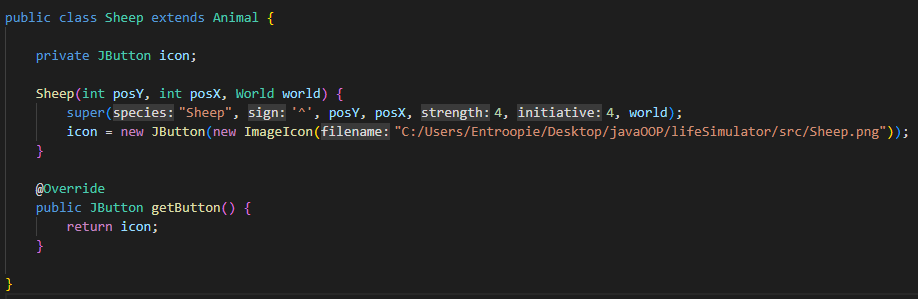 public class Sheep extends Animal {
private JButton icon;
Sheep(int posY, int posX, World world) {
super(species: "Sheep", sign: '^', posY, posX, strength: 4, initiative: 4, world);
icon = new JButton(new ImageIcon(filename: "C:/Users/Entroopie/Desktop/javaOOP/lifeSimulator/src/Sheep.png"));
}
@Override
public JButton getButton() {
return icon;
}
}